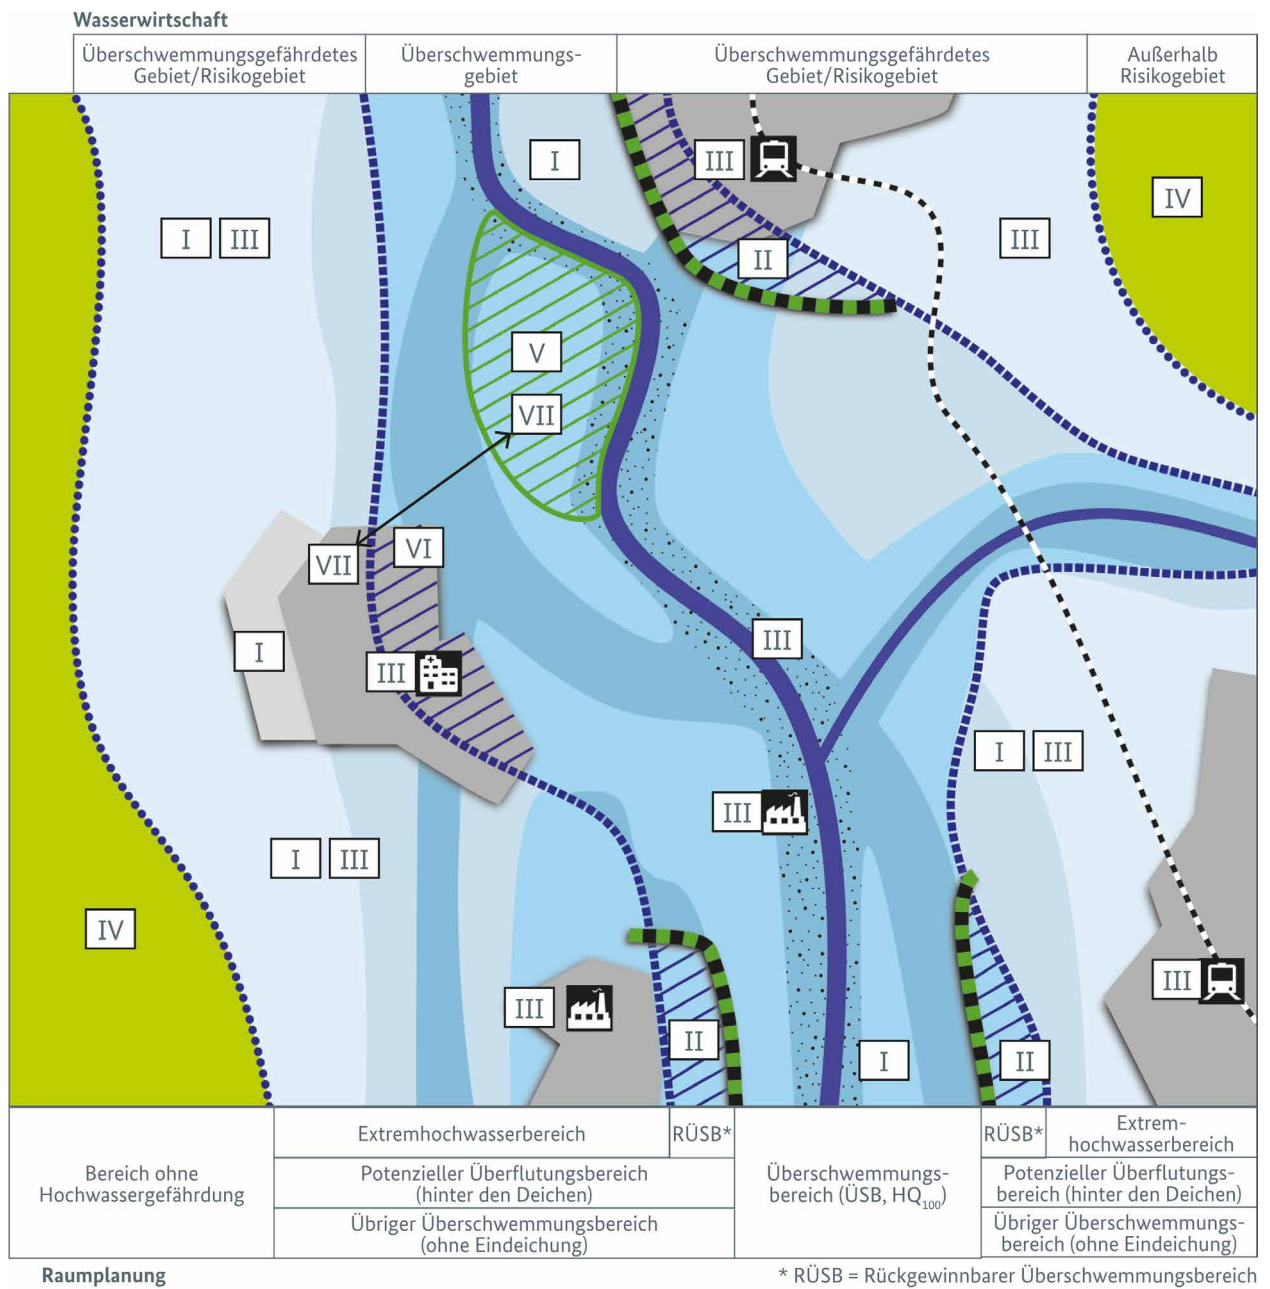 Wasserwirtschaft
Überschwemmungsgefährdetes
Gebiet/Risikogebiet
Überschwemmungs-
gebiet
Überschwemmungsgefährdetes
Gebiet/Risikogebiet
Außerhalb
Risikogebiet
I
III
IV
I III
III
II
V
VII
VI
VII
III
I
III
I III
III
I III
IV
III
III
II
I
II
Bereich ohne
Hochwassergefährdung
Extremhochwasserbereich
RÜSB*
Potenzieller Überflutungsbereich
(hinter den Deichen)
Übriger Überschwemmungsbereich
(ohne Eindeichung)
Überschwemmungs-
bereich (ÜSB, HQ100)
RÜSB*
Extrem-
hochwasserbereich
Potenzieller Überflutungs-
bereich (hinter den Deichen)
Übriger Überschwemmungs-
bereich (ohne Eindeichung)
Raumplanung
* RÜSB = Rückgewinnbarer Überschwemmungsbereich